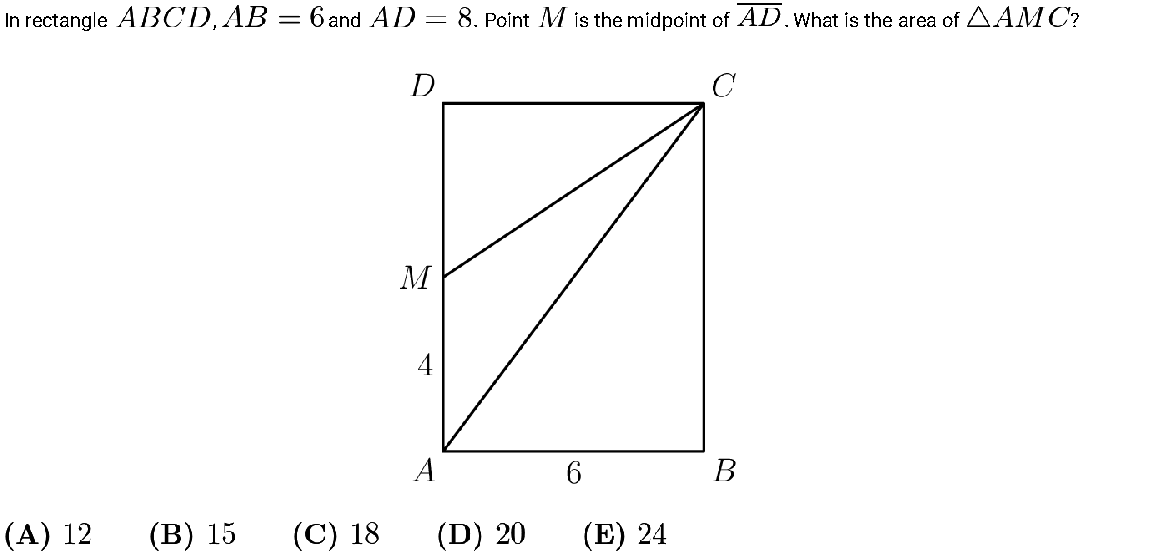 In rectangle ABCD, AB = 6 and AD = 8. Point M is the midpoint of \overline{AD}. What is the area of △AMC?
D C
M
4
A 6 B
(A) 12 (B) 15 (C) 18 (D) 20 (E) 24